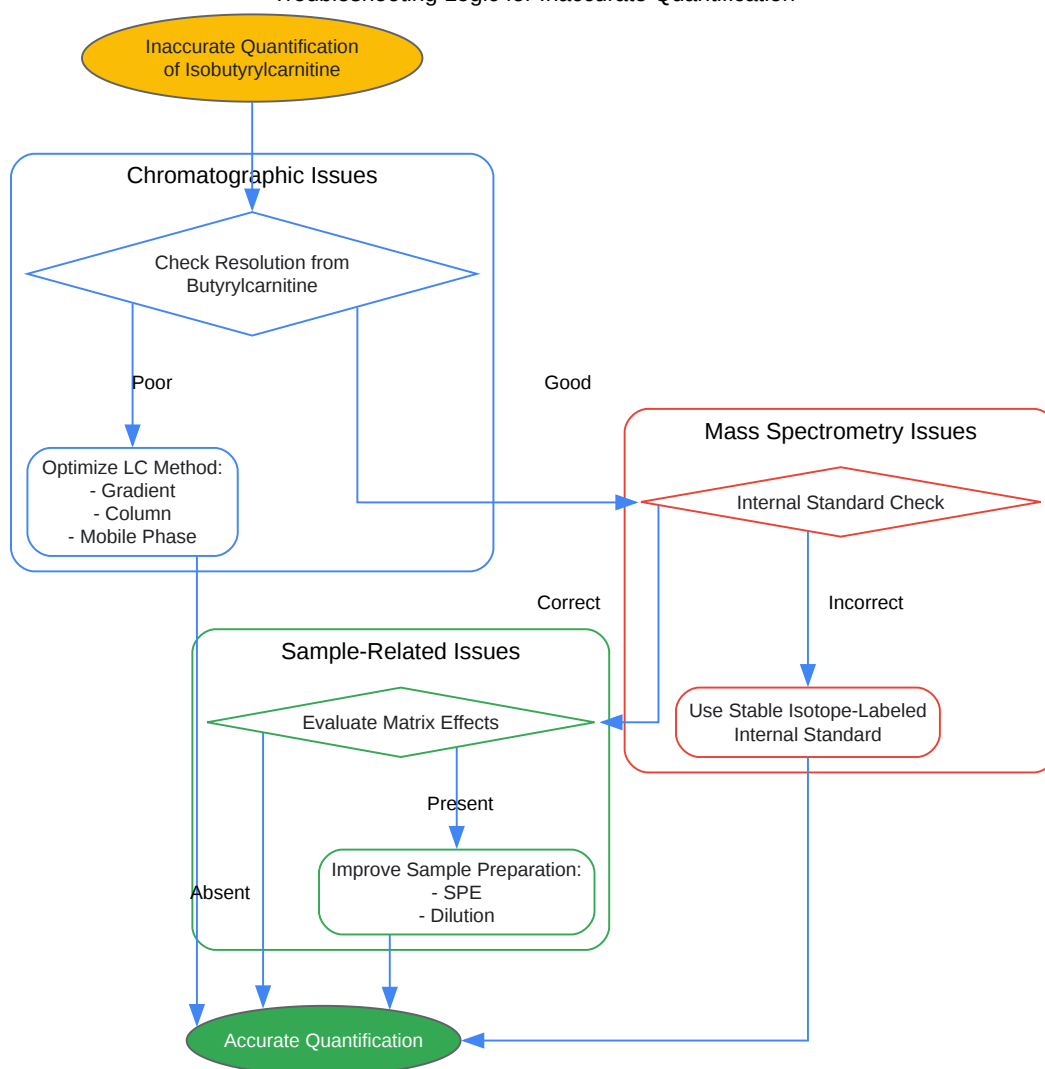 Troubleshooting Logic for Inaccurate Quantification
Inaccurate Quantification
of Isobutyrylcarnitine
Chromatographic Issues
Check Resolution from
Butyrylcarnitine
Poor
Good
Optimize LC Method:
- Gradient
- Column
- Mobile Phase
Mass Spectrometry Issues
Internal Standard Check
Correct
Incorrect
Sample-Related Issues
Evaluate Matrix Effects
Use Stable Isotope-Labeled
Internal Standard
Present
Absent
Improve Sample Preparation:
- SPE
- Dilution
Accurate Quantification